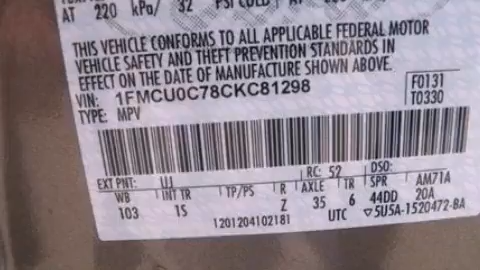 AT 220 kPa/ 32 PSI COLD AT
THIS VEHICLE CONFORMS TO ALL APPLICABLE FEDERAL MOTOR
VEHICLE SAFETY AND THEFT PREVENTION STANDARDS IN
EFFECT ON THE DATE OF MANUFACTURE SHOWN ABOVE.
VIN: 1FMCU0C78CKC81298 F0131
TYPE: MPV T0330
EXT PNT: UJ RC: 52 DSO:
WB INT TR TP/PS R AXLE TR SPR AM71A
103 1S Z 35 6 44DD 20A
1201204102181 UTC ▽5U5A-1520472-BA